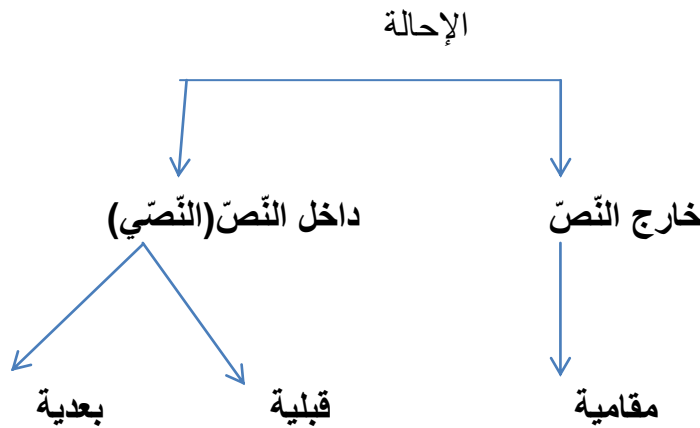 الإحالة
خارج النّصّ
داخل النّصّ(النّصّي)
مقامية
قبلية
بعدية